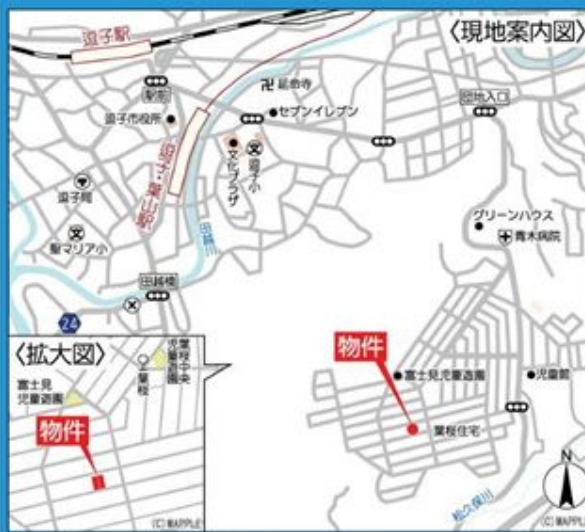 〈現地案内図〉
逗子駅
駅前
延命寺
セブンイレブン
団地入口
逗子市役所
文化プラザ
逗子小
逗子・葉山駅
逗子局
聖マリア小
田越川
グリーンハウス
青木病院
田越橋
24
〈拡大図〉
葉桜中央
児童遊園
葉桜
富士見
児童遊園
物件
(C)MAPPLE
物件
富士見児童遊園
児童館
葉桜住宅
N
松久保川
(C)MAPPLE